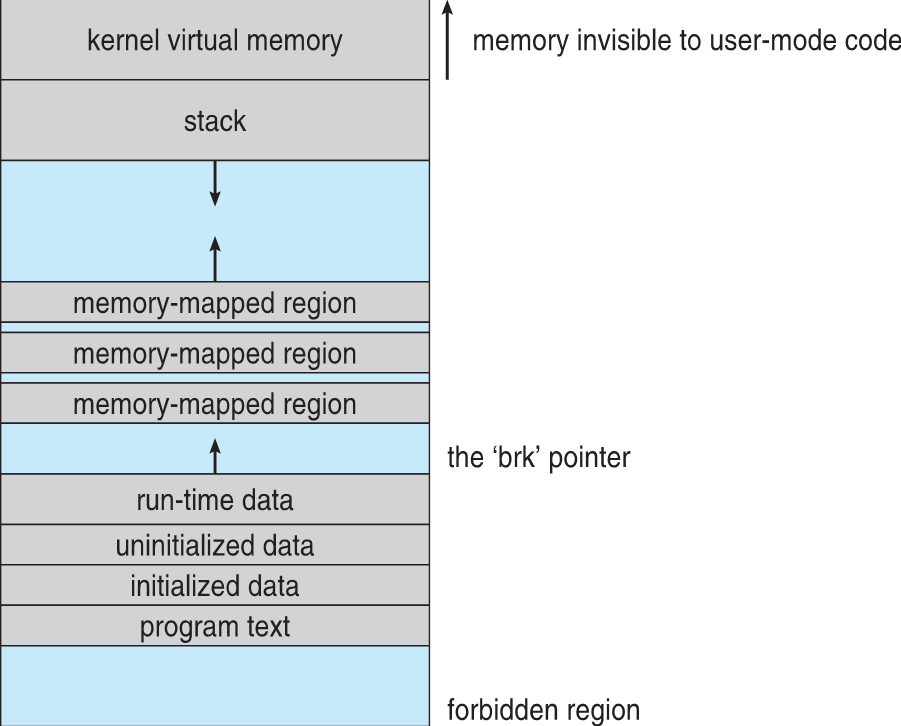 kernel virtual memory
memory invisible to user-mode code
stack
memory-mapped region
memory-mapped region
memory-mapped region
the ‘brk’ pointer
run-time data
uninitialized data
initialized data
program text
forbidden region